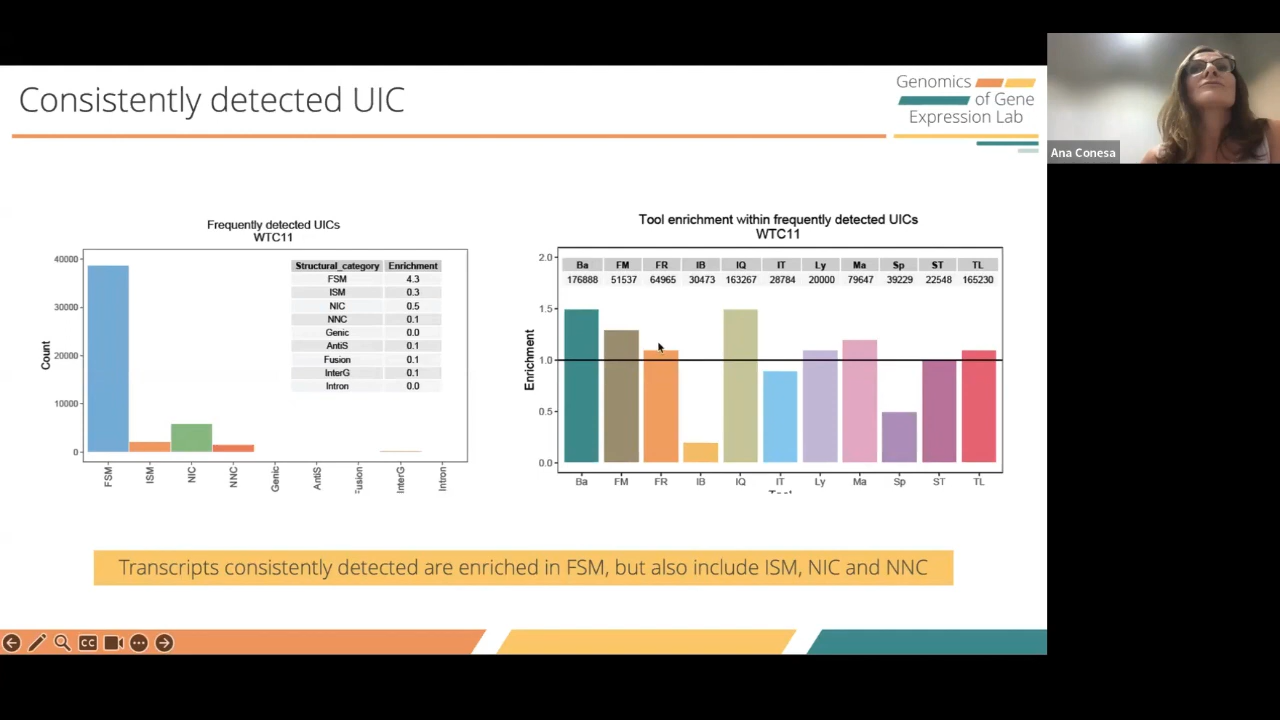 Consistently detected UIC
Genomics
of Gene
Expression Lab
Ana Conesa
Frequently detected UICs
WTC11
Count
40000
30000
20000
10000
0
Structural_category Enrichment
FSM 4.3
ISM 0.3
NIC 0.5
NNC 0.1
Genic 0.0
AntiS 0.1
Fusion 0.1
InterG 0.1
Intron 0.0
FSM ISM NIC NNC Genic AntiS Fusion InterG Intron
Tool enrichment within frequently detected UICs
WTC11
Enrichment
2.0
1.5
1.0
0.5
0.0
Ba FM FR IB IQ IT Ly Ma Sp ST TL
176888 51537 64965 30473 163267 28784 20000 79647 39229 22548 165230
Ba FM FR IB IQ IT Ly Ma Sp ST TL
Transcripts consistently detected are enriched in FSM, but also include ISM, NIC and NNC
CC